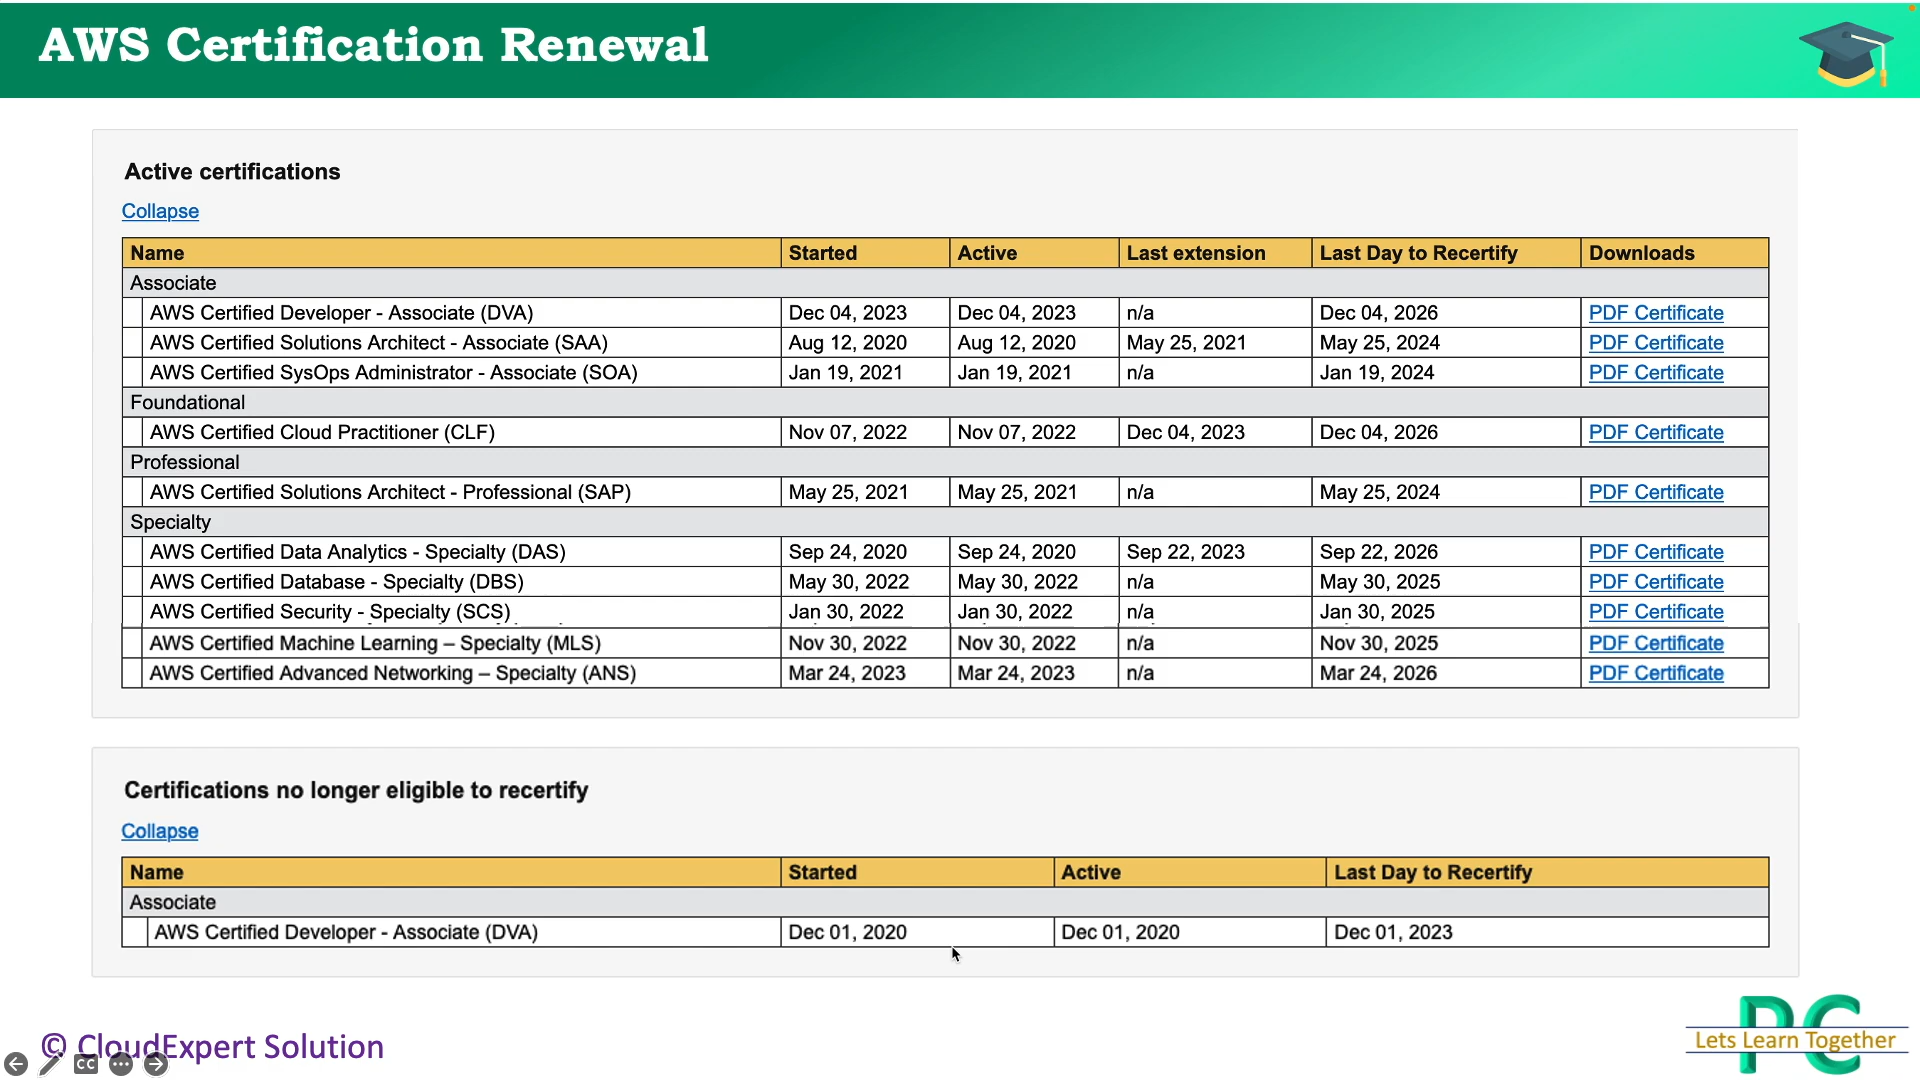 AWS Certification Renewal
Active certifications
Collapse
Name Started Active Last extension Last Day to Recertify Downloads
Associate
AWS Certified Developer - Associate (DVA) Dec 04, 2023 Dec 04, 2023 n/a Dec 04, 2026 PDF Certificate
AWS Certified Solutions Architect - Associate (SAA) Aug 12, 2020 Aug 12, 2020 May 25, 2021 May 25, 2024 PDF Certificate
AWS Certified SysOps Administrator - Associate (SOA) Jan 19, 2021 Jan 19, 2021 n/a Jan 19, 2024 PDF Certificate
Foundational
AWS Certified Cloud Practitioner (CLF) Nov 07, 2022 Nov 07, 2022 Dec 04, 2023 Dec 04, 2026 PDF Certificate
Professional
AWS Certified Solutions Architect - Professional (SAP) May 25, 2021 May 25, 2021 n/a May 25, 2024 PDF Certificate
Specialty
AWS Certified Data Analytics - Specialty (DAS) Sep 24, 2020 Sep 24, 2020 Sep 22, 2023 Sep 22, 2026 PDF Certificate
AWS Certified Database - Specialty (DBS) May 30, 2022 May 30, 2022 n/a May 30, 2025 PDF Certificate
AWS Certified Security - Specialty (SCS) Jan 30, 2022 Jan 30, 2022 n/a Jan 30, 2025 PDF Certificate
AWS Certified Machine Learning – Specialty (MLS) Nov 30, 2022 Nov 30, 2022 n/a Nov 30, 2025 PDF Certificate
AWS Certified Advanced Networking – Specialty (ANS) Mar 24, 2023 Mar 24, 2023 n/a Mar 24, 2026 PDF Certificate
Certifications no longer eligible to recertify
Collapse
Name Started Active Last Day to Recertify
Associate
AWS Certified Developer - Associate (DVA) Dec 01, 2020 Dec 01, 2020 Dec 01, 2023
© CloudExpert Solution
CC
PC
Lets Learn Together